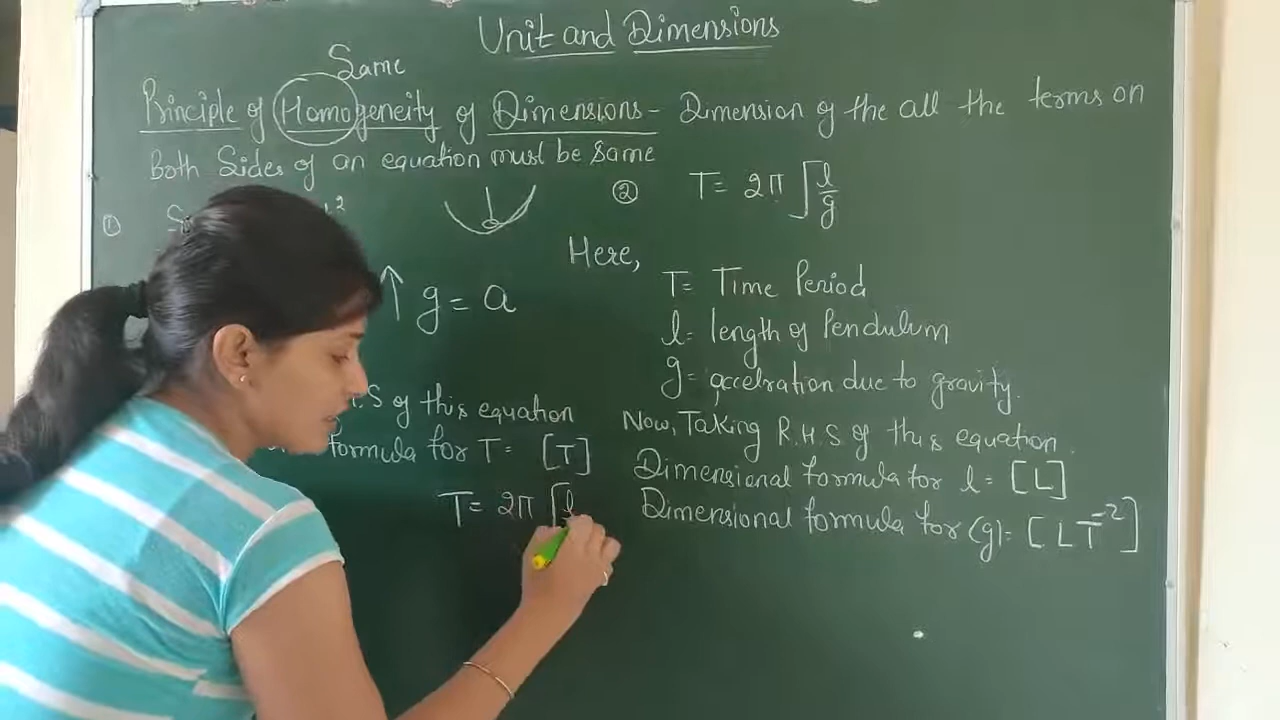 Unit and Dimensions
Same
Principle of Homogeneity of Dimensions - Dimension of the all the terms on
Both Sides of an equation must be Same
①
②
T= 2π √l/g
Here,
T= Time Period
l= length of Pendulum
g= accelration due to gravity.
↑ g = a
.S of this equation
formula for T= [T]
T= 2π √l
Now, Taking R.H.S of this equation.
Dimensional formula for l= [L]
Dimensional formula for (g)= [LT⁻²]